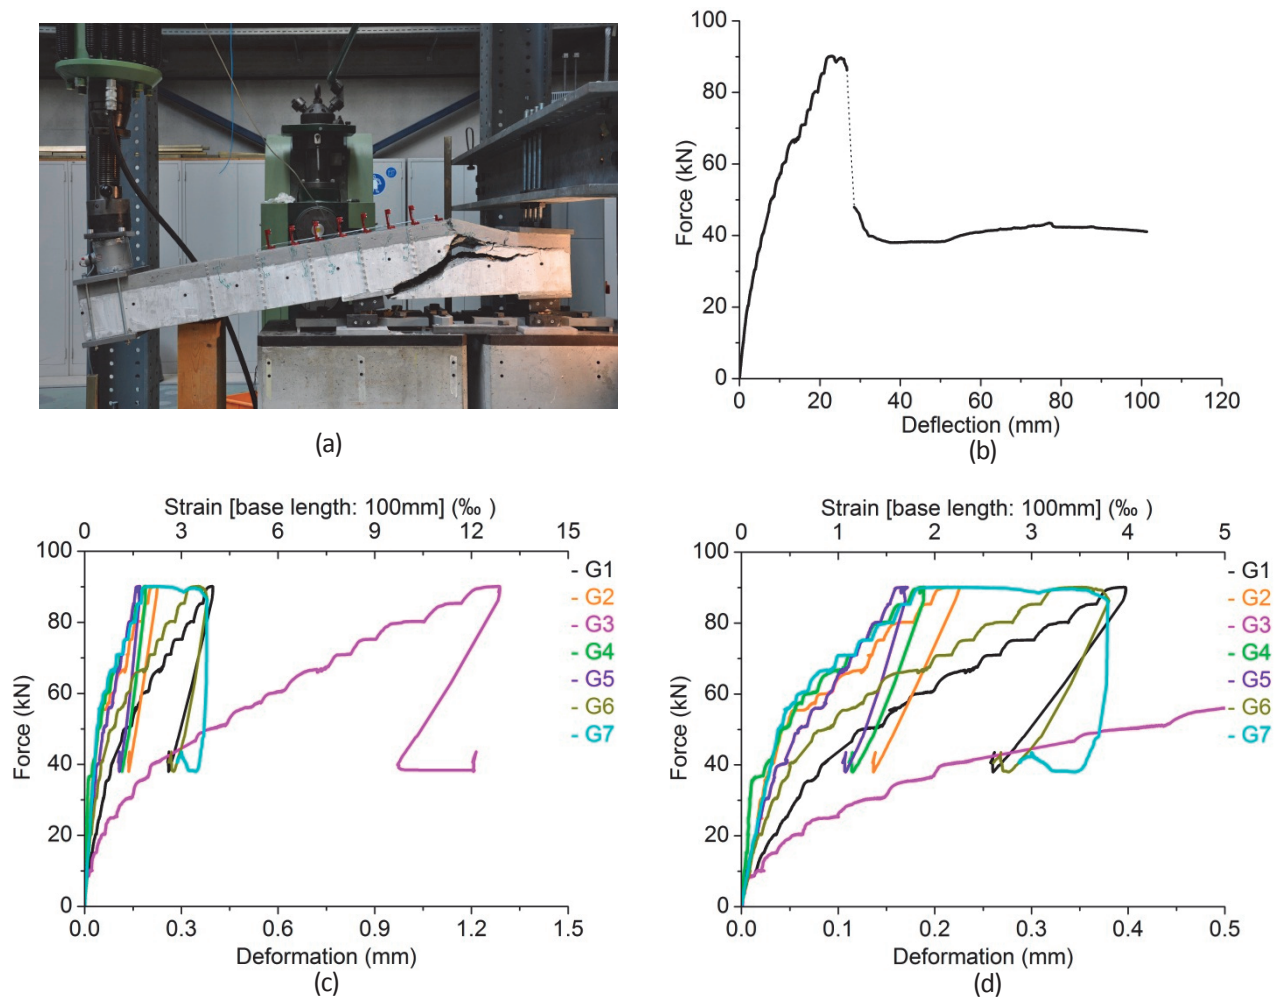 (a)
100
80
60
40
20
0
Force (kN)
0 20 40 60 80 100 120
Deflection (mm)
(b)
Strain [base length: 100mm] (‰ )
0 3 6 9 12 15
100
80
60
40
20
0
Force (kN)
- G1
- G2
- G3
- G4
- G5
- G6
- G7
0.0 0.3 0.6 0.9 1.2 1.5
Deformation (mm)
(c)
Strain [base length: 100mm] (‰ )
0 1 2 3 4 5
100
80
60
40
20
0
Force (kN)
- G1
- G2
- G3
- G4
- G5
- G6
- G7
0.0 0.1 0.2 0.3 0.4 0.5
Deformation (mm)
(d)